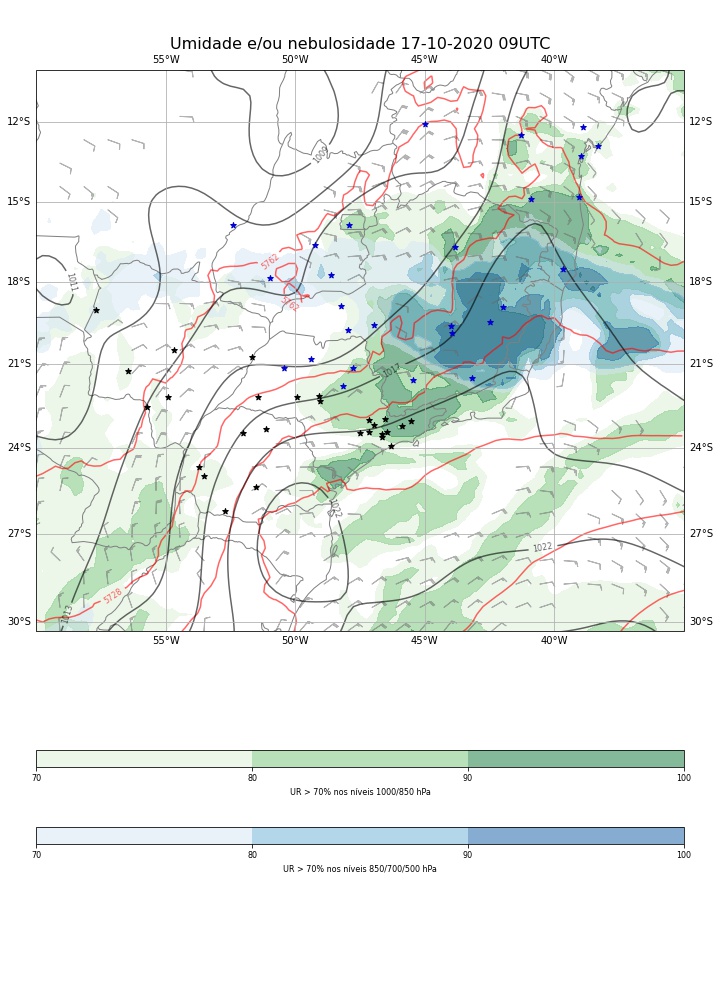 Umidade e/ou nebulosidade 17-10-2020 09UTC
55°W 50°W 45°W 40°W
12°S 12°S
1009
15°S 15°S
5762
1011
18°S 18°S
21°S 21°S
1017
24°S 24°S
1022
27°S 27°S
1022
5728
1013
30°S 30°S
55°W 50°W 45°W 40°W
70 80 90 100
UR > 70% nos níveis 1000/850 hPa
70 80 90 100
UR > 70% nos níveis 850/700/500 hPa